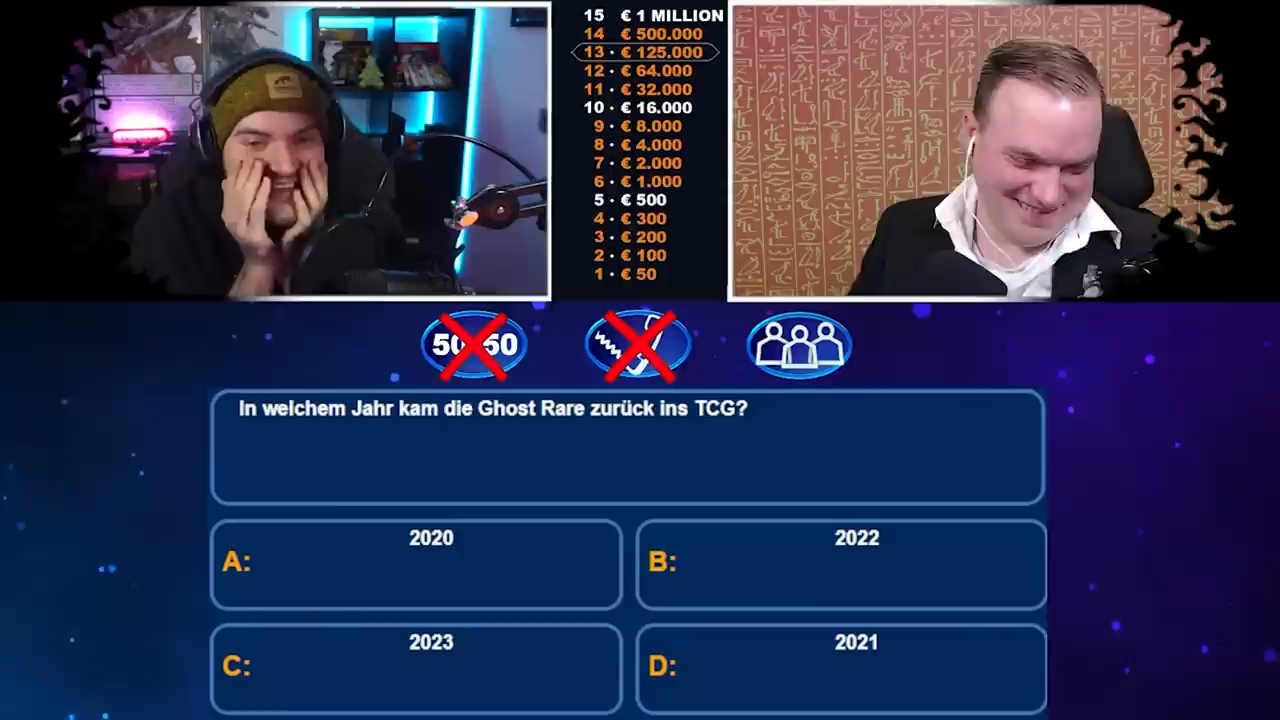 15 € 1 MILLION
14 € 500.000
13 · € 125.000
12 · € 64.000
11 · € 32.000
10 · € 16.000
9 · € 8.000
8 · € 4.000
7 · € 2.000
6 · € 1.000
5 · € 500
4 · € 300
3 · € 200
2 · € 100
1 · € 50
50 50
In welchem Jahr kam die Ghost Rare zurück ins TCG?
A: 2020
B: 2022
C: 2023
D: 2021